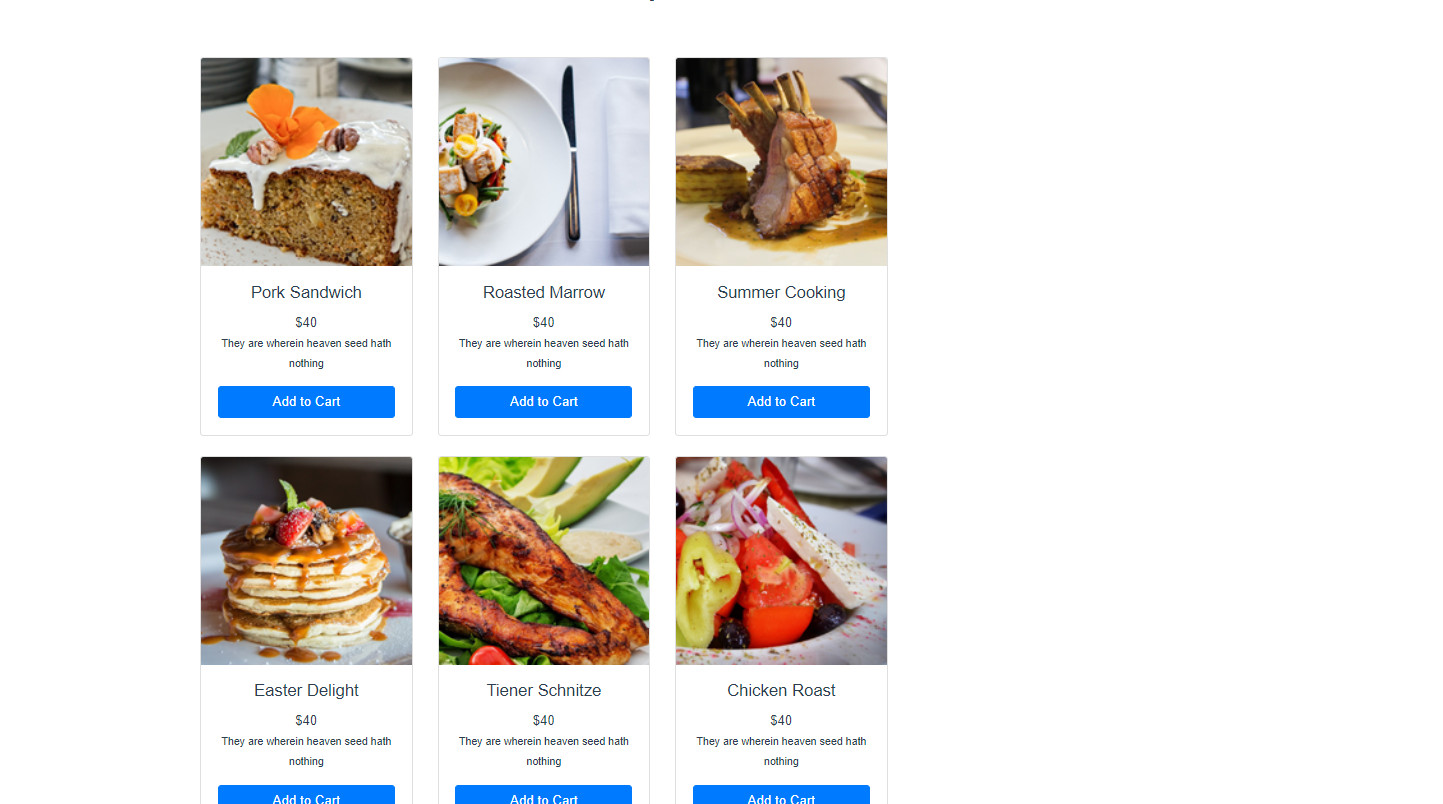 Pork Sandwich
$40
They are wherein heaven seed hath
nothing
Add to Cart
Roasted Marrow
$40
They are wherein heaven seed hath
nothing
Add to Cart
Summer Cooking
$40
They are wherein heaven seed hath
nothing
Add to Cart
Easter Delight
$40
They are wherein heaven seed hath
nothing
Add to Cart
Tiener Schnitze
$40
They are wherein heaven seed hath
nothing
Add to Cart
Chicken Roast
$40
They are wherein heaven seed hath
nothing
Add to Cart